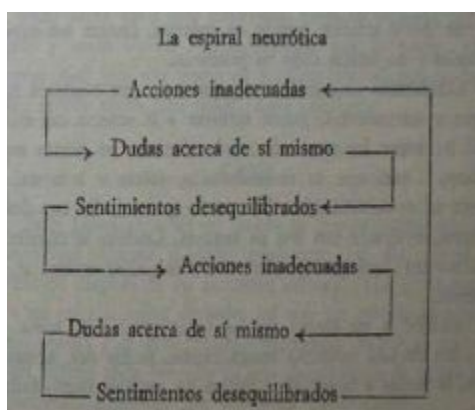 La espiral neurótica
Acciones inadecuadas
Dudas acerca de sí mismo
Sentimientos desequilibrados
Acciones inadecuadas
Dudas acerca de sí mismo
Sentimientos desequilibrados